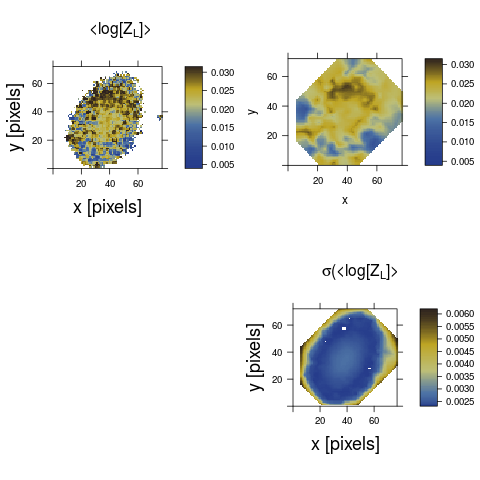 <log[Z_L]>
60
40
20
20 40 60
y [pixels]
x [pixels]
0.030
0.025
0.020
0.015
0.010
0.005
60
40
20
20 40 60
y
x
0.030
0.025
0.020
0.015
0.010
0.005
σ(<log[Z_L]>
60
40
20
20 40 60
y [pixels]
x [pixels]
0.0060
0.0055
0.0050
0.0045
0.0040
0.0035
0.0030
0.0025